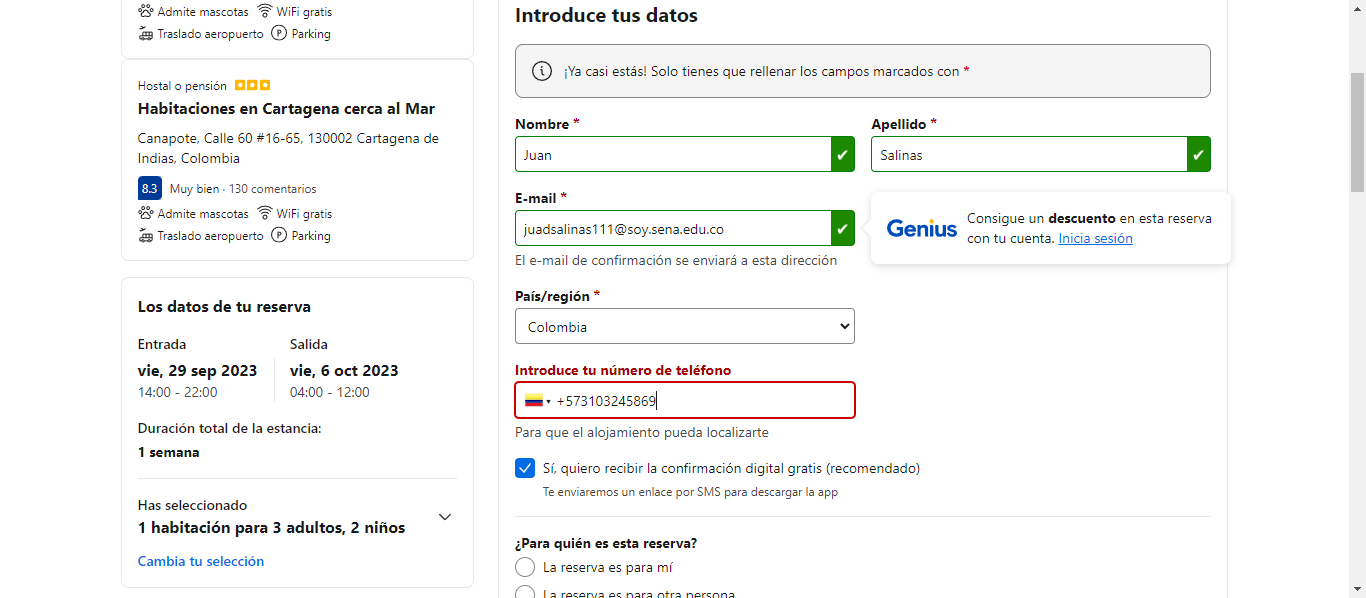 Admite mascotas WiFi gratis
Traslado aeropuerto P Parking
Hostal o pensión
Habitaciones en Cartagena cerca al Mar
Canapote, Calle 60 #16-65, 130002 Cartagena de
Indias, Colombia
8.3 Muy bien · 130 comentarios
Admite mascotas WiFi gratis
Traslado aeropuerto P Parking
Los datos de tu reserva
Entrada Salida
vie, 29 sep 2023 vie, 6 oct 2023
14:00 - 22:00 04:00 - 12:00
Duración total de la estancia:
1 semana
Has seleccionado
1 habitación para 3 adultos, 2 niños
Cambia tu selección
Introduce tus datos
¡Ya casi estás! Solo tienes que rellenar los campos marcados con *
Nombre * Apellido *
Juan Salinas
E-mail *
juadsalinas111@soy.sena.edu.co
El e-mail de confirmación se enviará a esta dirección
Genius Consigue un descuento en esta reserva
con tu cuenta. Inicia sesión
País/región *
Colombia
Introduce tu número de teléfono
+573103245869
Para que el alojamiento pueda localizarte
Sí, quiero recibir la confirmación digital gratis (recomendado)
Te enviaremos un enlace por SMS para descargar la app
¿Para quién es esta reserva?
La reserva es para mí
La reserva es para otra persona